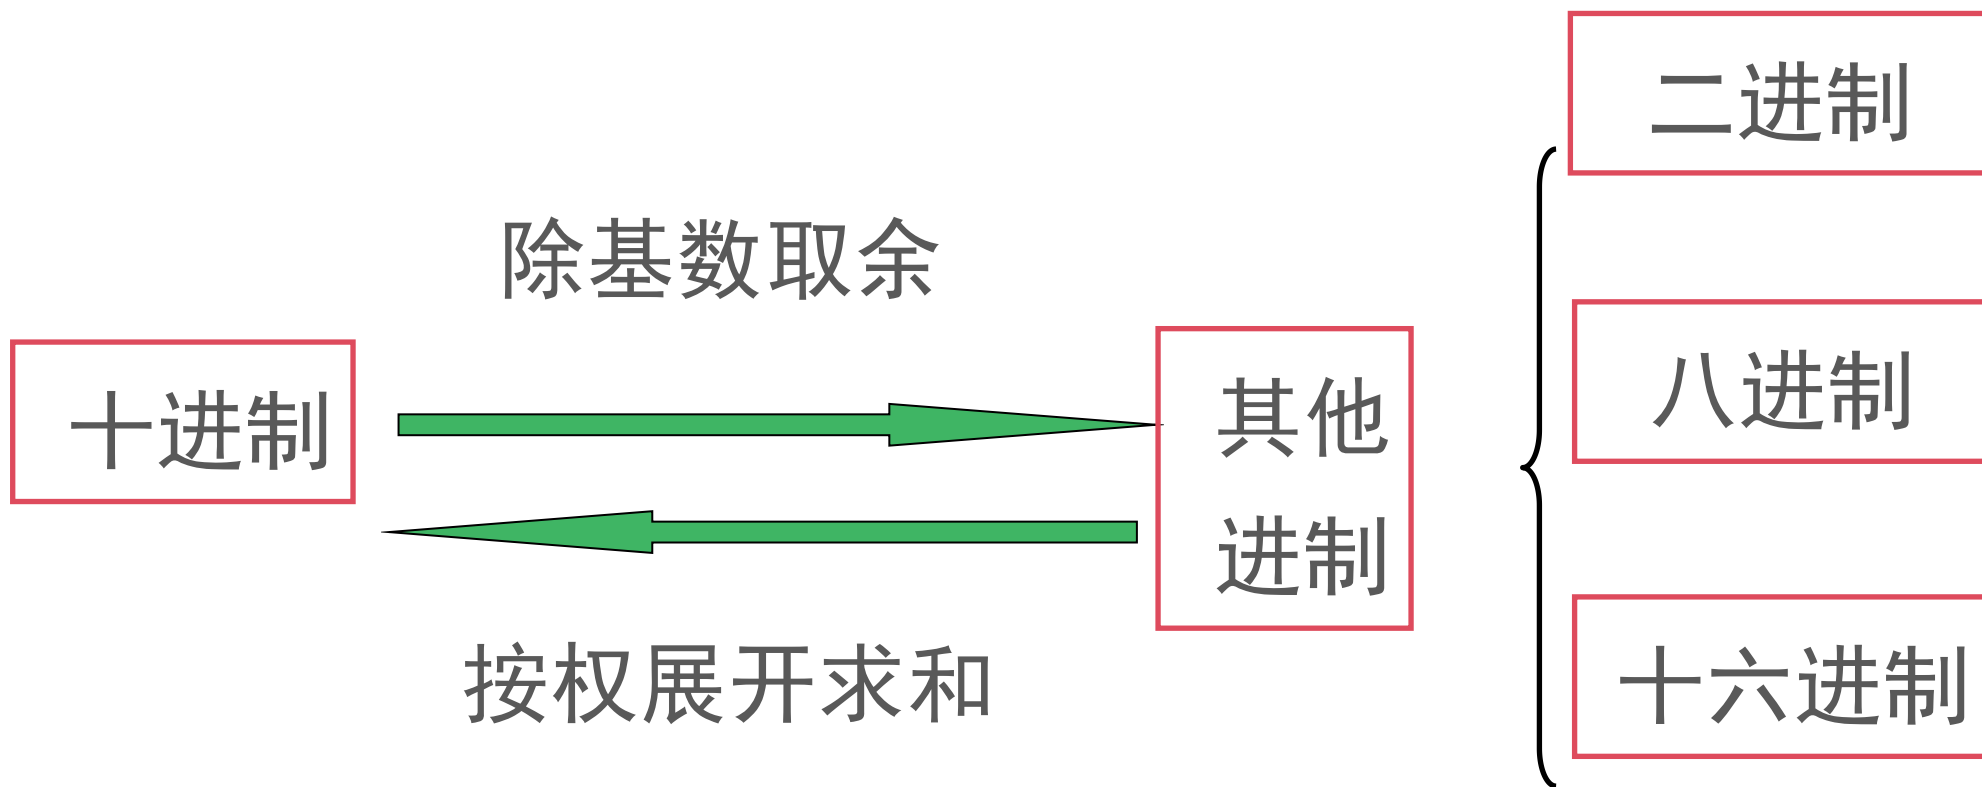 除基数取余
十进制
其他
进制
按权展开求和
二进制
八进制
十六进制